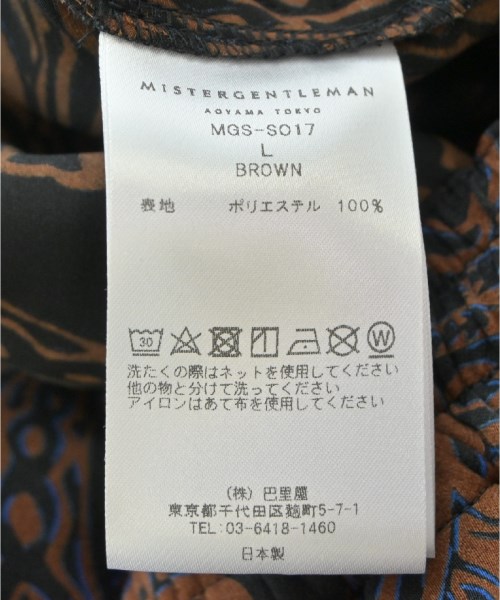 MISTERGENTLEMAN
AOYAMA TOKYO
MGS-S017
L
BROWN
表地 ポリエステル 100%
30 W
洗たくの際はネットを使用してください
他の物と分けて洗ってください
アイロンはあて布を使用してください
(株) 巴里屋
東京都千代田区麹町5-7-1
TEL:03-6418-1460
日本製